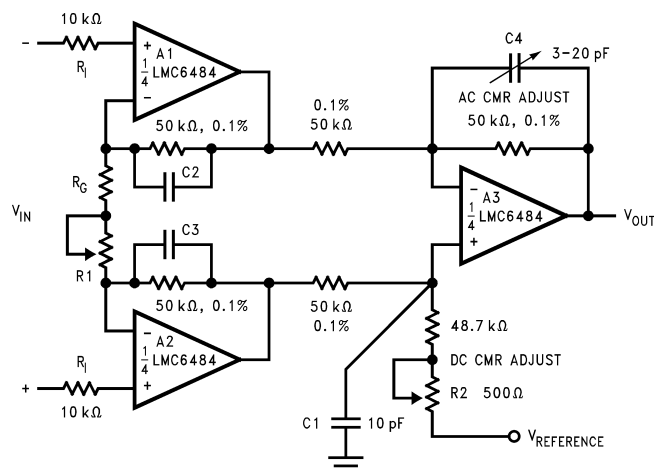 10 kΩ
−
R_I
+
A1
1/4 LMC6484
−
50 kΩ, 0.1%
C2
0.1%
50 kΩ
C4
3-20 pF
AC CMR ADJUST
50 kΩ, 0.1%
R_G
V_IN
R1
C3
50 kΩ, 0.1%
−
A3
1/4 LMC6484
+
V_OUT
50 kΩ
0.1%
−
A2
1/4 LMC6484
+
R_I
+
10 kΩ
48.7 kΩ
DC CMR ADJUST
R2 500Ω
C1
10 pF
V_REFERENCE